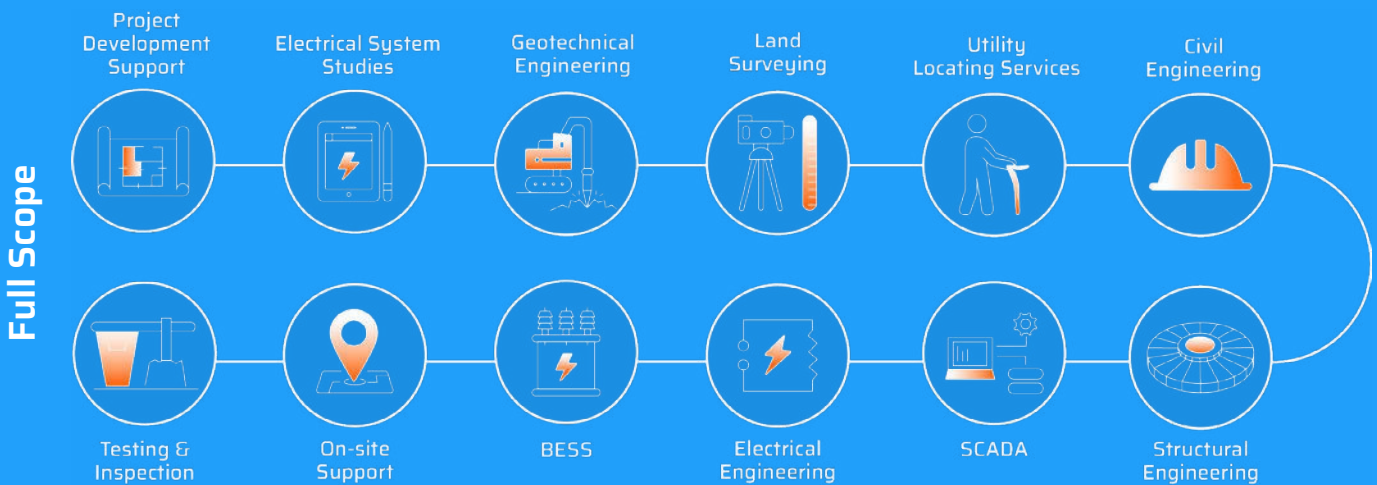 Full Scope
Project
Development
Support
Electrical System
Studies
Geotechnical
Engineering
Land
Surveying
Utility
Locating Services
Civil
Engineering
Testing &
Inspection
On-site
Support
BESS
Electrical
Engineering
SCADA
Structural
Engineering